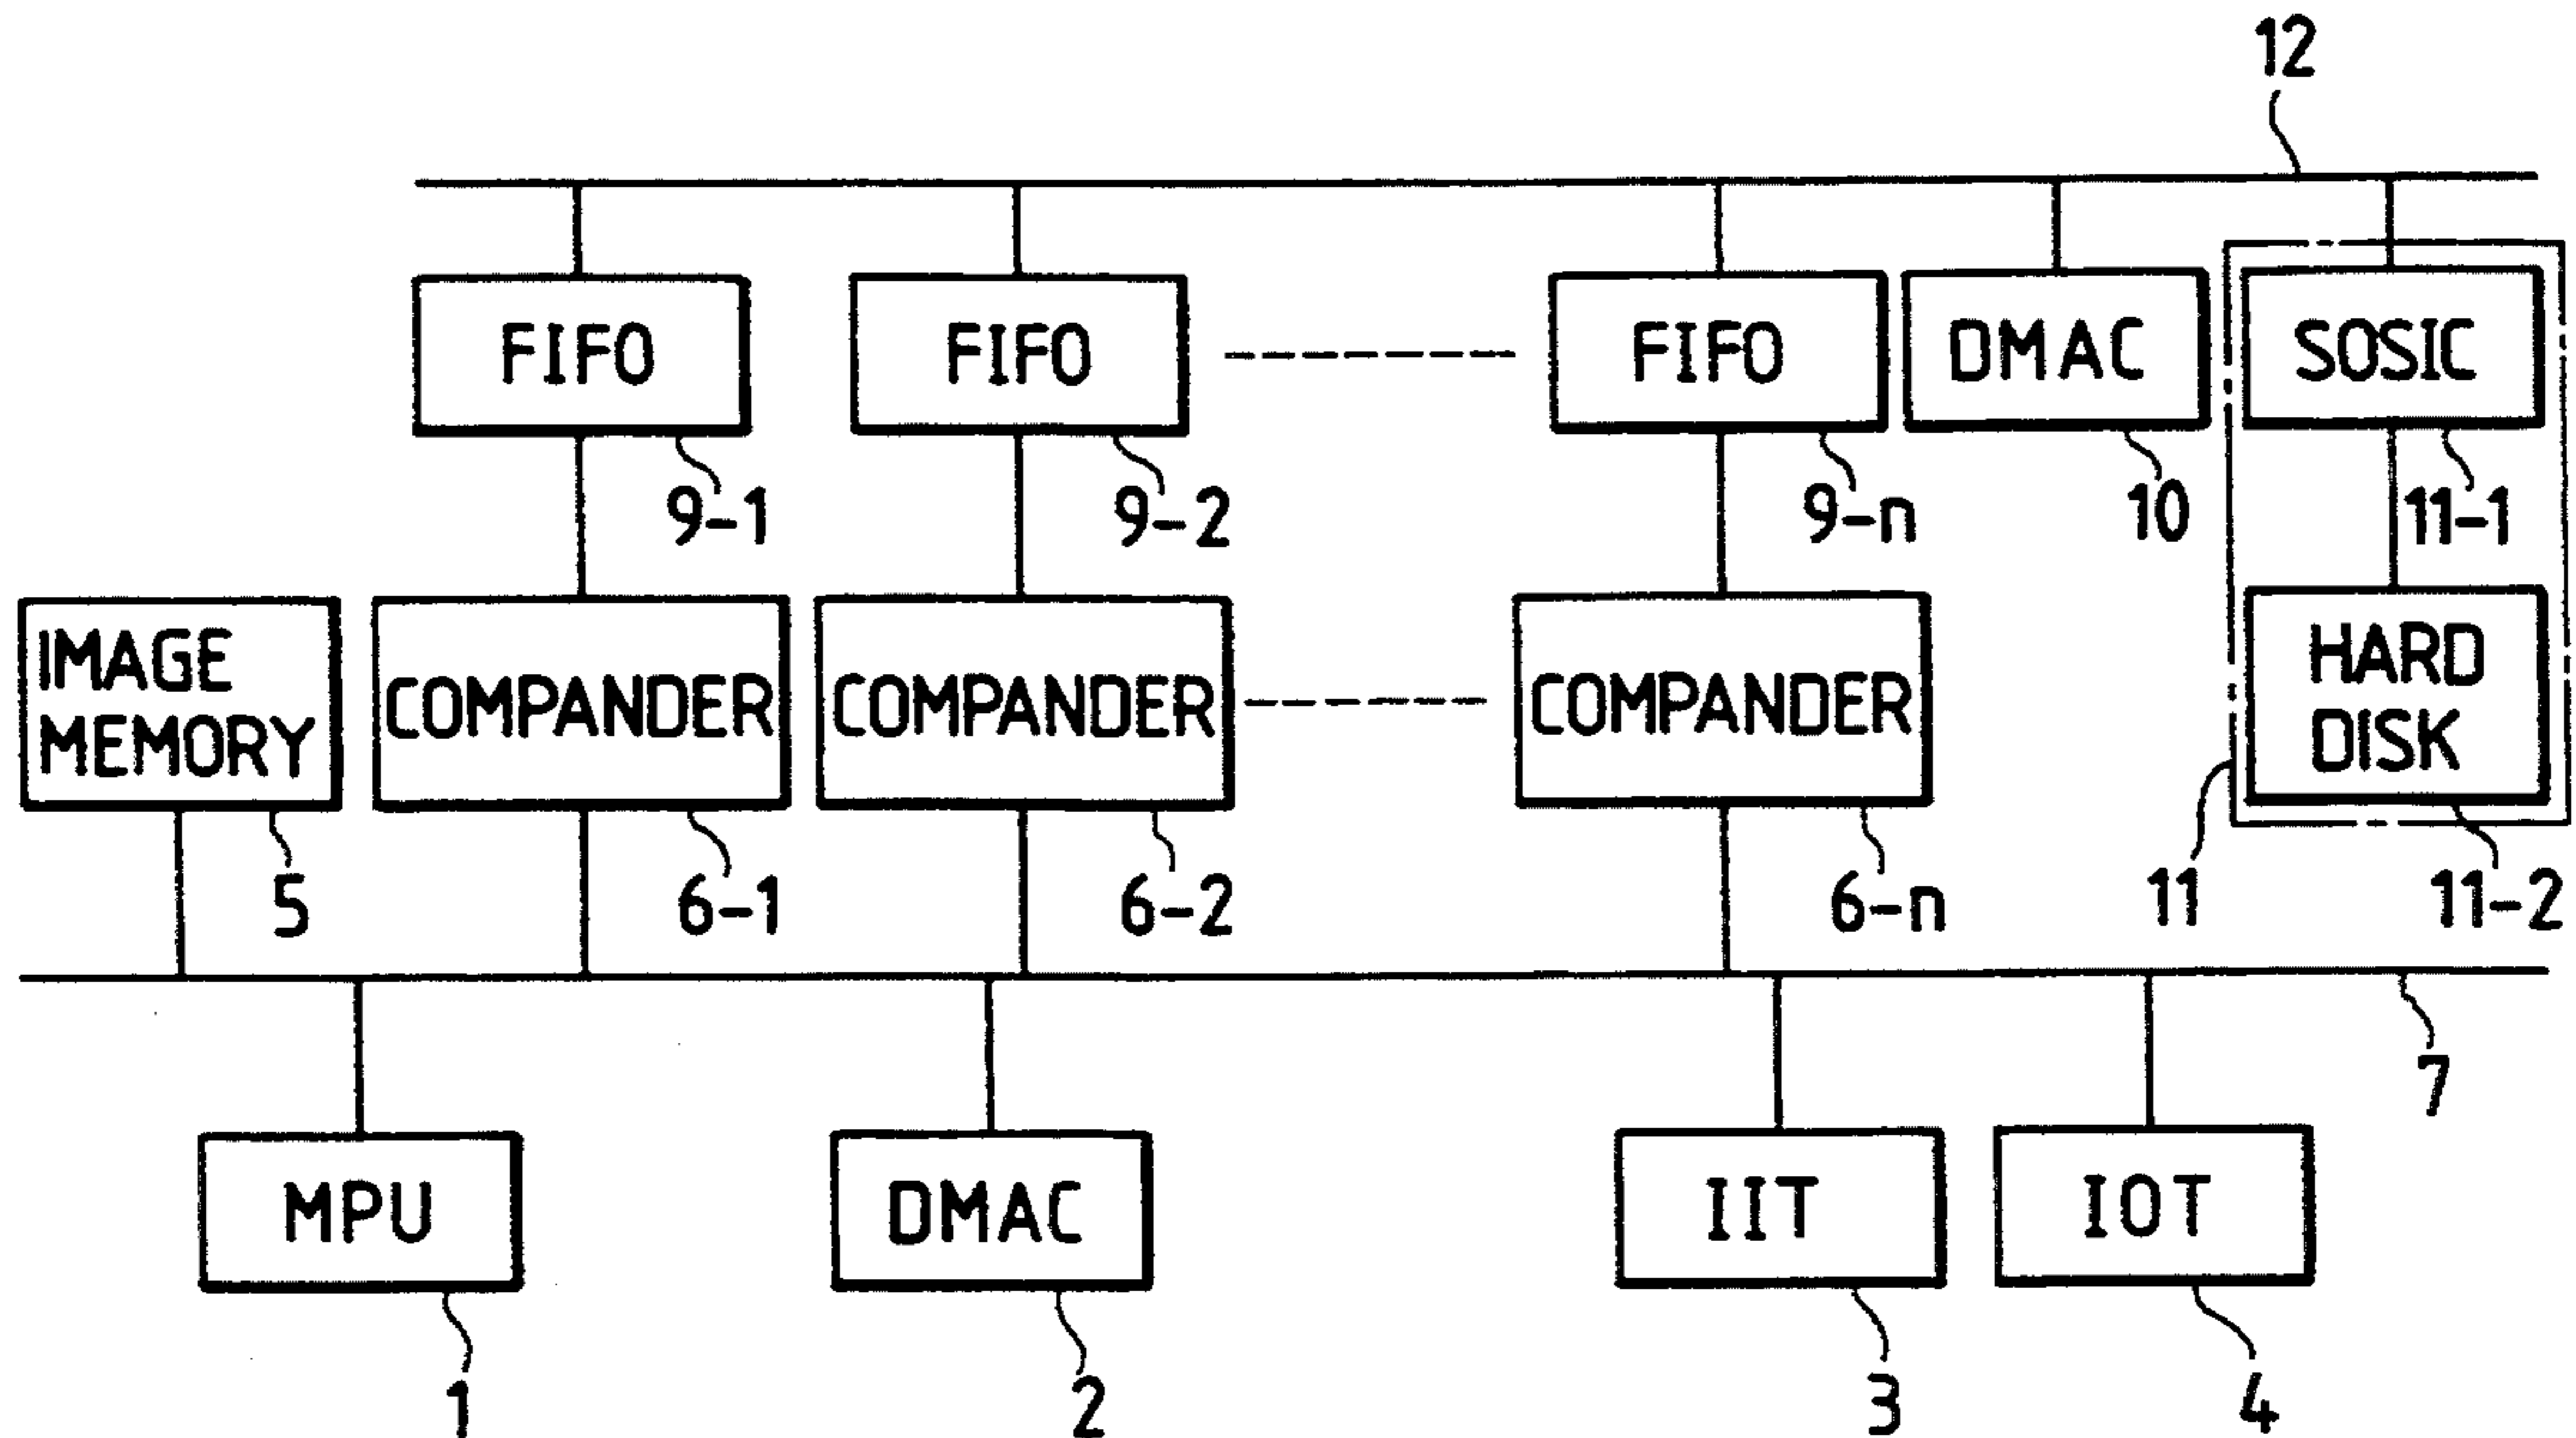 12
FIFO
FIFO
FIFO
DMAC
SOSIC
9-1
9-2
9-n
10
11-1
IMAGE
MEMORY
COMPANDER
COMPANDER
COMPANDER
HARD
DISK
5
6-1
6-2
6-n
11
11-2
7
MPU
DMAC
IIT
IOT
1
2
3
4